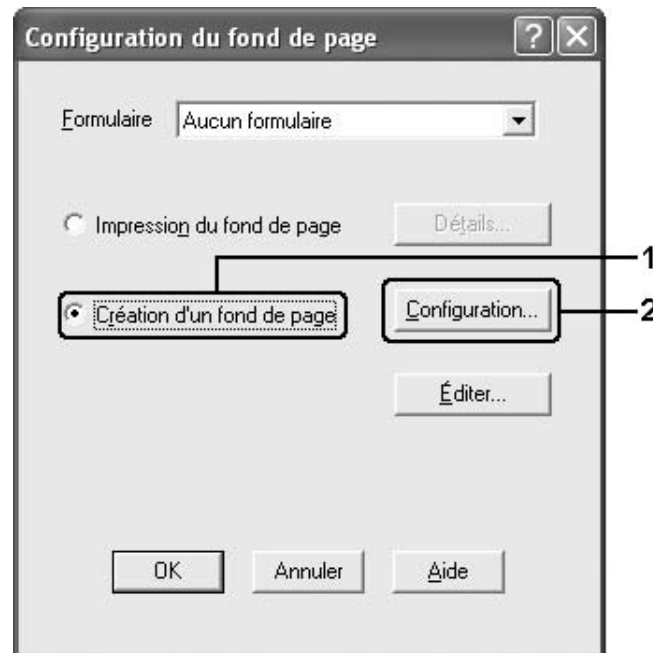 Configuration du fond de page
Formulaire Aucun formulaire
Impression du fond de page Détails...
1
Création d'un fond de page Configuration...
2
Éditer...
OK Annuler Aide